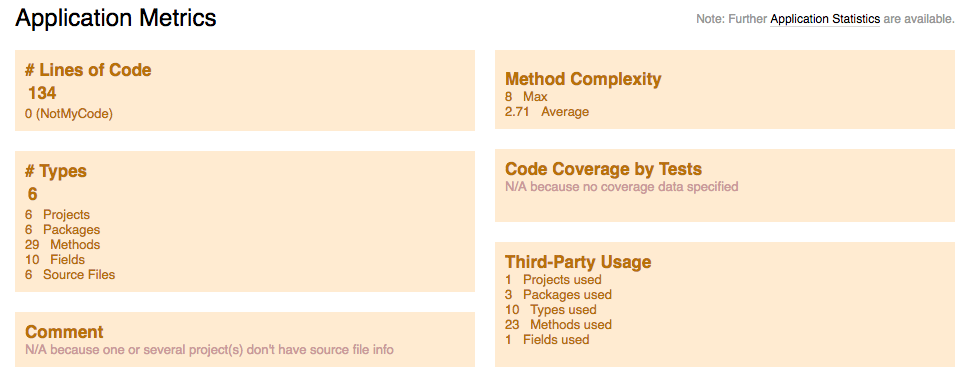 Application Metrics
Note: Further Application Statistics are available.
# Lines of Code
134
0 (NotMyCode)
# Types
6
6 Projects
6 Packages
29 Methods
10 Fields
6 Source Files
Comment
N/A because one or several project(s) don't have source file info
Method Complexity
8 Max
2.71 Average
Code Coverage by Tests
N/A because no coverage data specified
Third-Party Usage
1 Projects used
3 Packages used
10 Types used
23 Methods used
1 Fields used